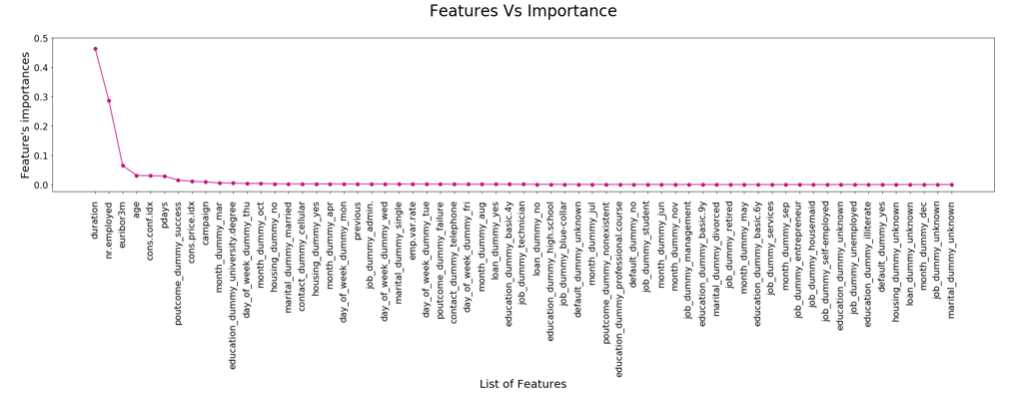 Features Vs Importance
0.5
0.4
0.3
0.2
0.1
0.0
Feature's importances
duration
nr.employed
euribor3m
age
cons.conf.idx
pdays
poutcome_dummy_success
cons.price.idx
campaign
month_dummy_mar
education_dummy_university.degree
day_of_week_dummy_thu
month_dummy_oct
housing_dummy_no
marital_dummy_married
contact_dummy_cellular
housing_dummy_yes
month_dummy_apr
day_of_week_dummy_mon
previous
job_dummy_admin.
day_of_week_dummy_wed
marital_dummy_single
emp.var.rate
day_of_week_dummy_tue
poutcome_dummy_failure
contact_dummy_telephone
day_of_week_dummy_fri
month_dummy_aug
loan_dummy_yes
education_dummy_basic.4y
job_dummy_technician
loan_dummy_no
education_dummy_high.school
job_dummy_blue-collar
default_dummy_unknown
month_dummy_jul
poutcome_dummy_nonexistent
education_dummy_professional.course
default_dummy_no
job_dummy_student
month_dummy_jun
month_dummy_nov
job_dummy_management
education_dummy_basic.9y
marital_dummy_divorced
job_dummy_retired
month_dummy_may
education_dummy_basic.6y
job_dummy_services
month_dummy_sep
job_dummy_entrepreneur
job_dummy_housemaid
job_dummy_self-employed
education_dummy_unknown
job_dummy_unemployed
education_dummy_illiterate
default_dummy_yes
housing_dummy_unknown
loan_dummy_unknown
month_dummy_dec
job_dummy_unknown
marital_dummy_unknown
List of Features